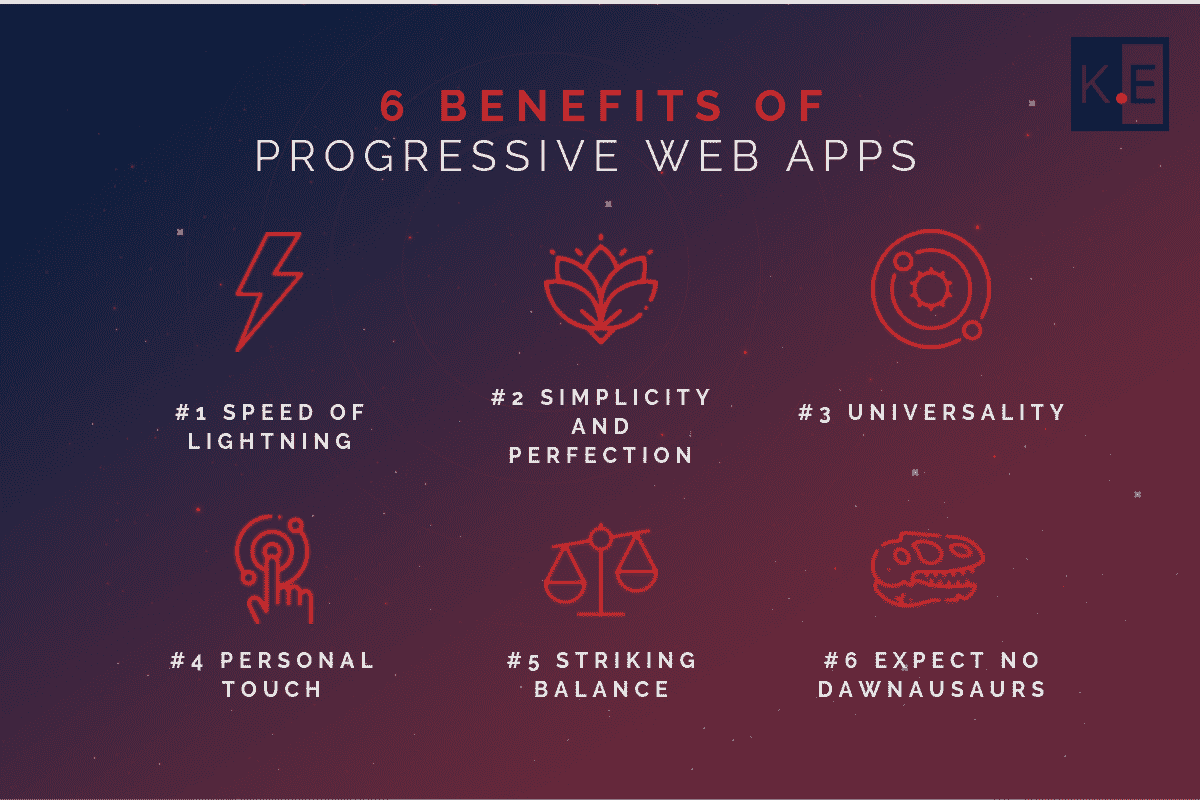 K.E
6 BENEFITS OF
PROGRESSIVE WEB APPS
#1 SPEED OF
LIGHTNING
#2 SIMPLICITY
AND
PERFECTION
#3 UNIVERSALITY
#4 PERSONAL
TOUCH
#5 STRIKING
BALANCE
#6 EXPECT NO
DAWNAUSAURS